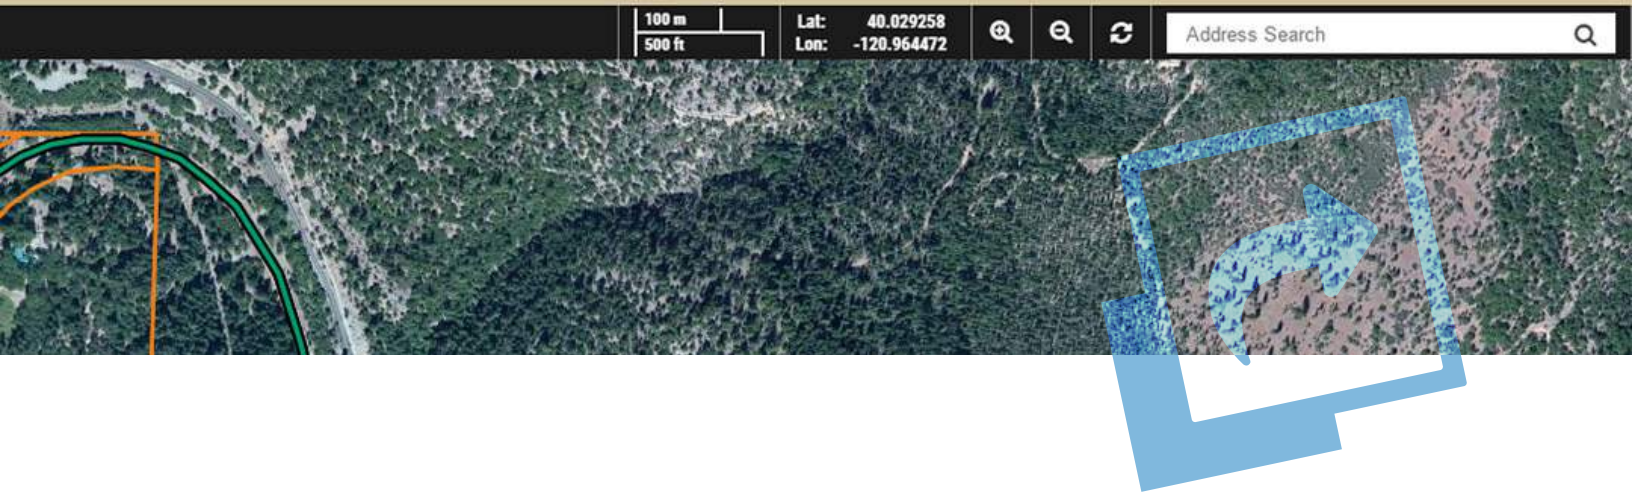 100 m
500 ft
Lat: 40.029258
Lon: -120.964472
Address Search